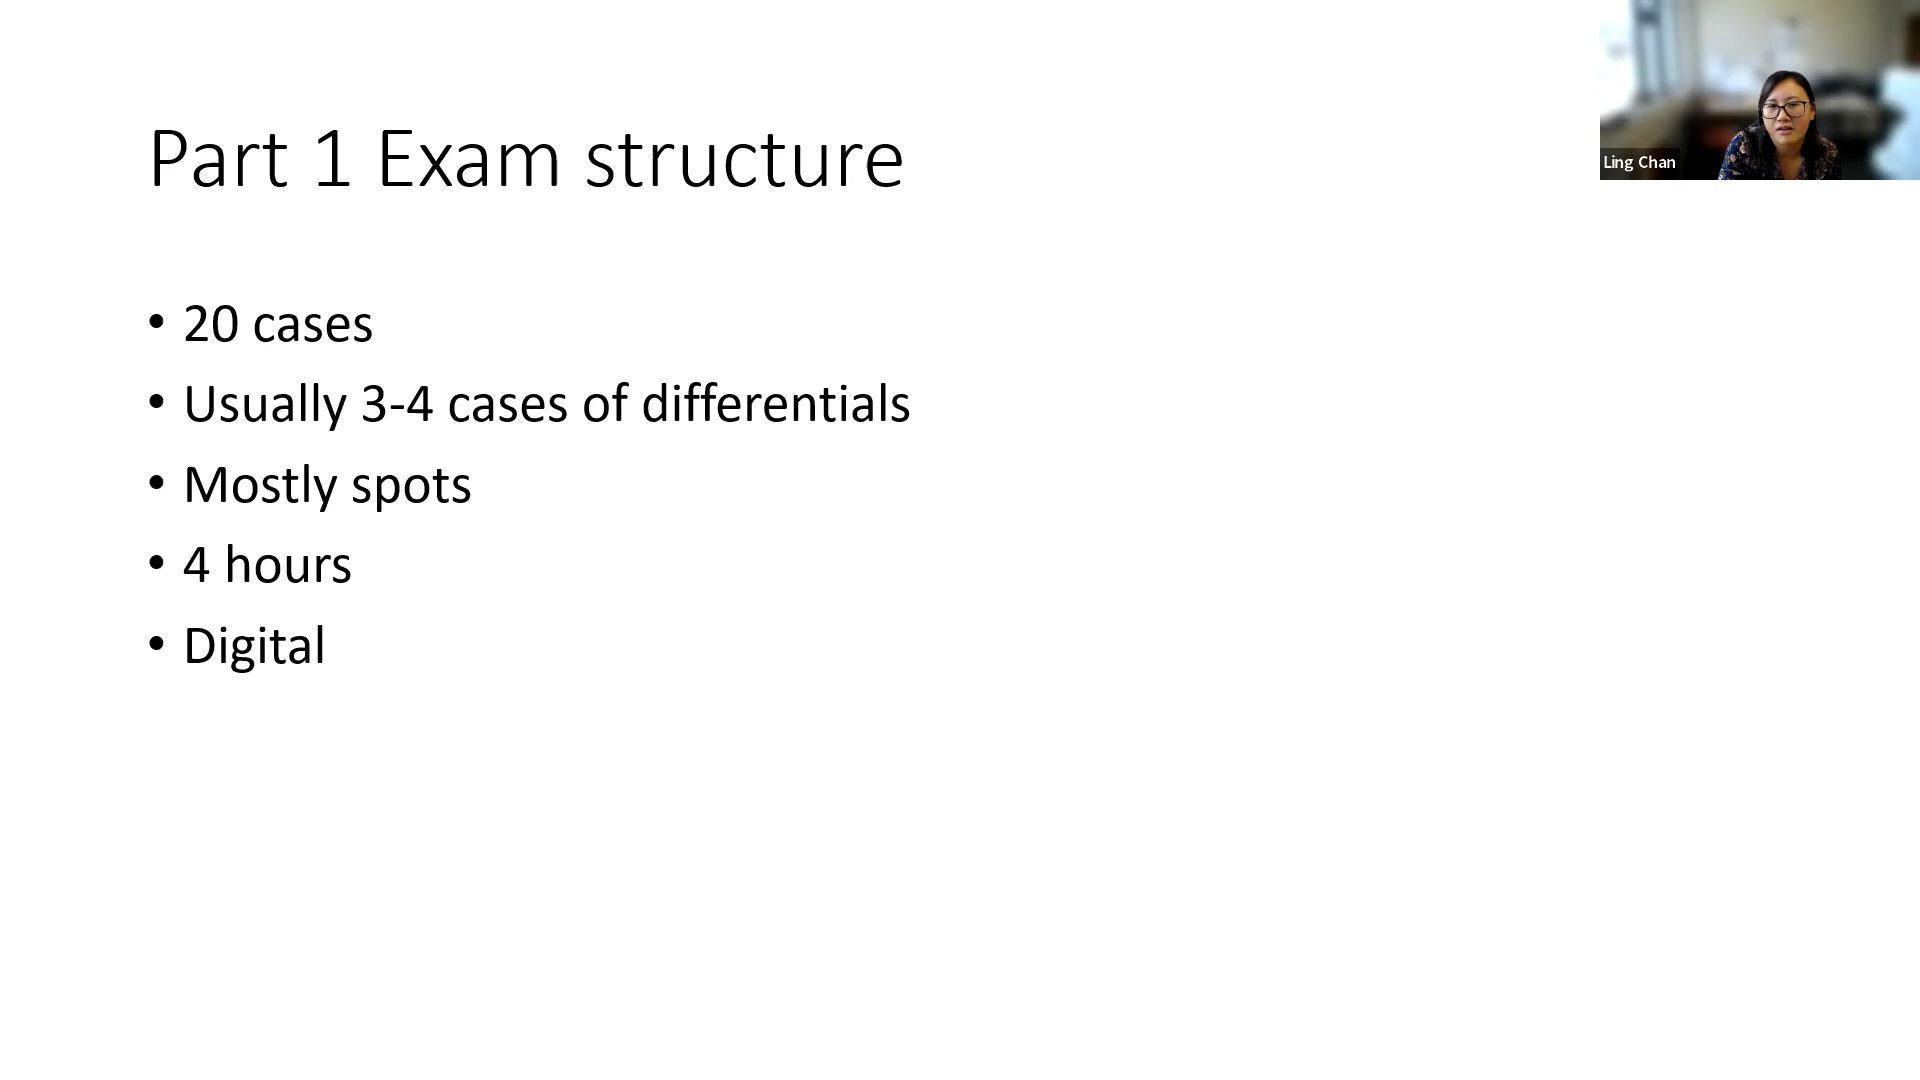 Part 1 Exam structure
Ling Chan
• 20 cases
• Usually 3-4 cases of differentials
• Mostly spots
• 4 hours
• Digital